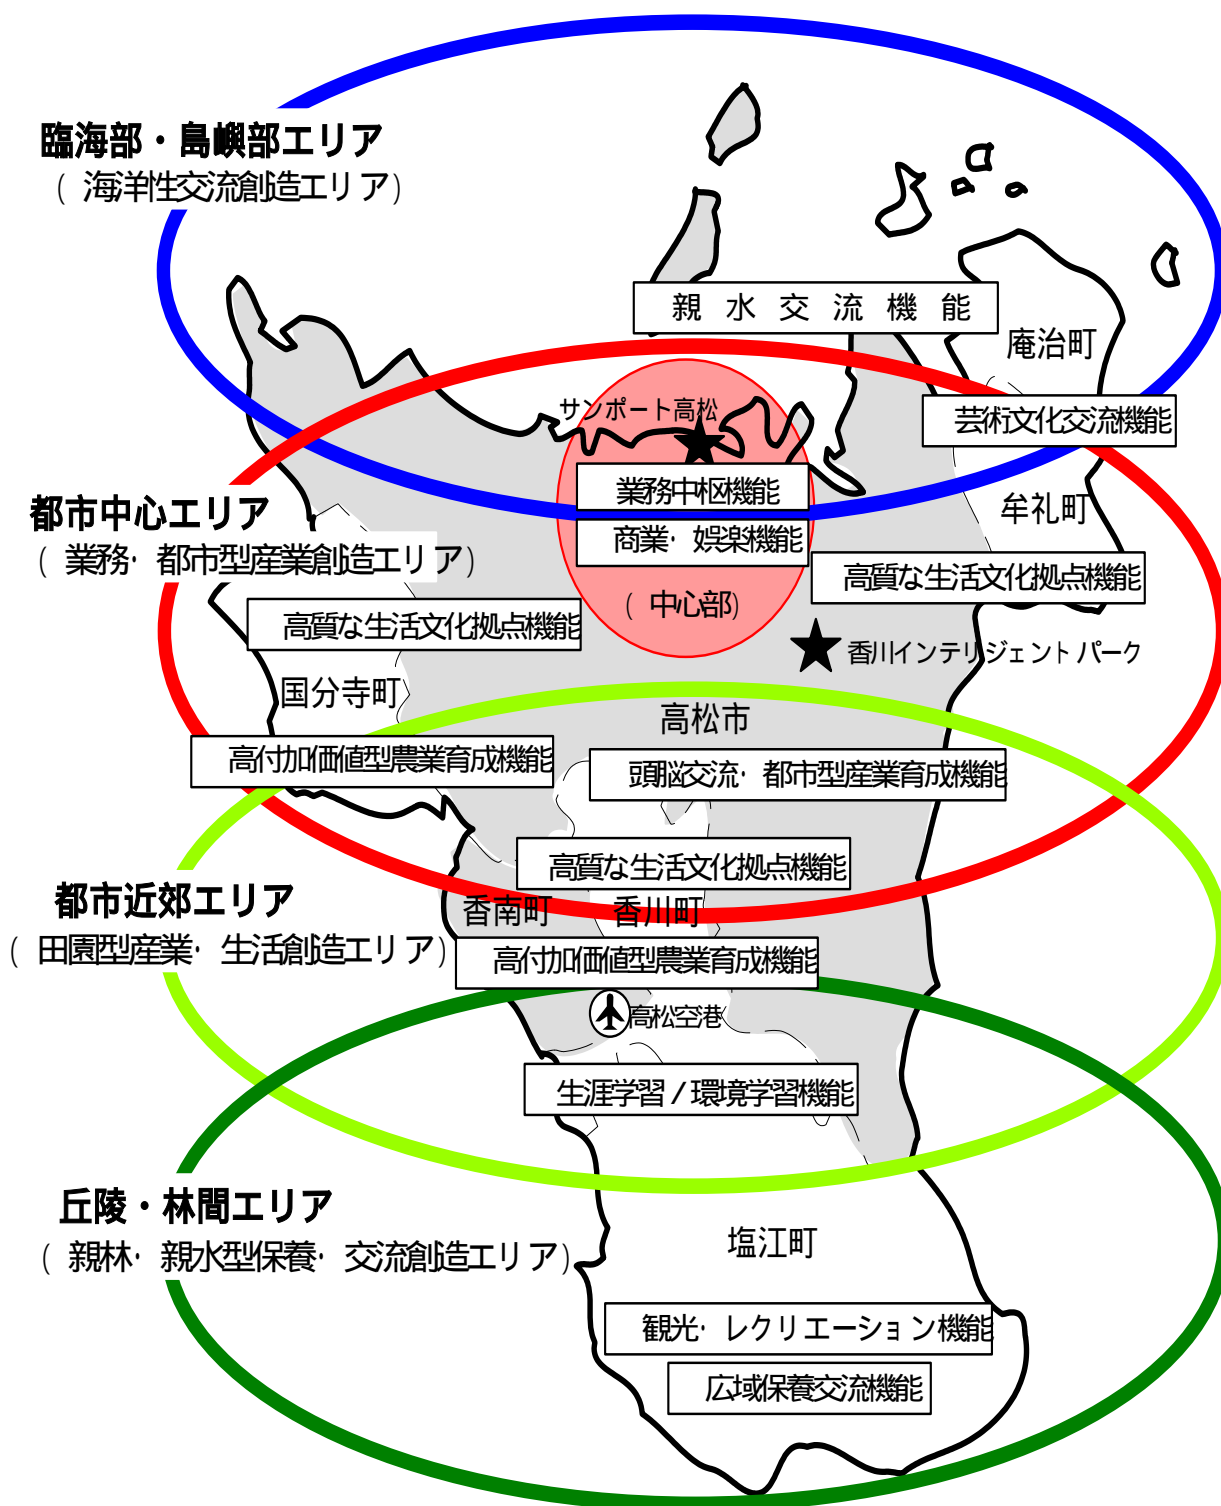 臨海部・島嶼部エリア
(海洋性交流創造エリア)
親水交流機能
庵治町
サンポート高松
芸術文化交流機能
業務中枢機能
都市中心エリア
牟礼町
(業務・都市型産業創造エリア)
商業・娯楽機能
高質な生活文化拠点機能
(中心部)
高質な生活文化拠点機能
香川インテリジェントパーク
国分寺町
高松市
高付加価値型農業育成機能
頭脳交流・都市型産業育成機能
高質な生活文化拠点機能
都市近郊エリア
香南町
香川町
(田園型産業・生活創造エリア)
高付加価値型農業育成機能
高松空港
生涯学習/環境学習機能
丘陵・林間エリア
(親林・親水型保養・交流創造エリア)
塩江町
観光・レクリエーション機能
広域保養交流機能